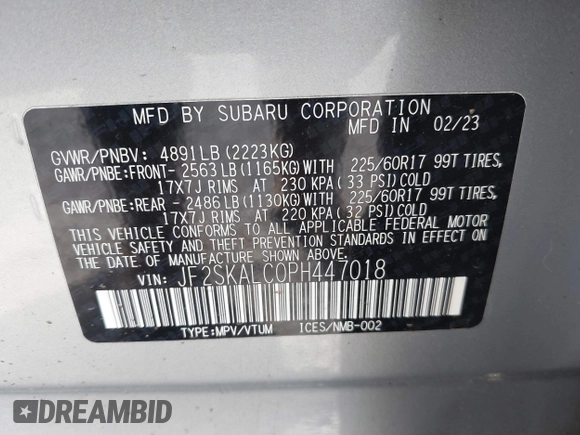 MFD BY SUBARU CORPORATION
MFD IN 02/23
GVWR/PNBV: 4891LB (2223KG)
GAWR/PNBE:FRONT- 2563LB (1165KG)WITH 225/60R17 99T TIRES,
17X7J RIMS AT 230 KPA (33 PSI)COLD
GAWR/PNBE:REAR - 2486LB (1130KG)WITH 225/60R17 99T TIRES,
17X7J RIMS AT 220 KPA (32 PSI)COLD
THIS VEHICLE CONFORMS TO ALL APPLICABLE FEDERAL MOTOR
VEHICLE SAFETY AND THEFT PREVENTION STANDARDS IN EFFECT
ON THE DATE OF MANUFACTURE SHOWN ABOVE.
VIN: JF2SKALC0PH447018
TYPE:MPV/VTUM ICES/NMB-002
DREAMBID